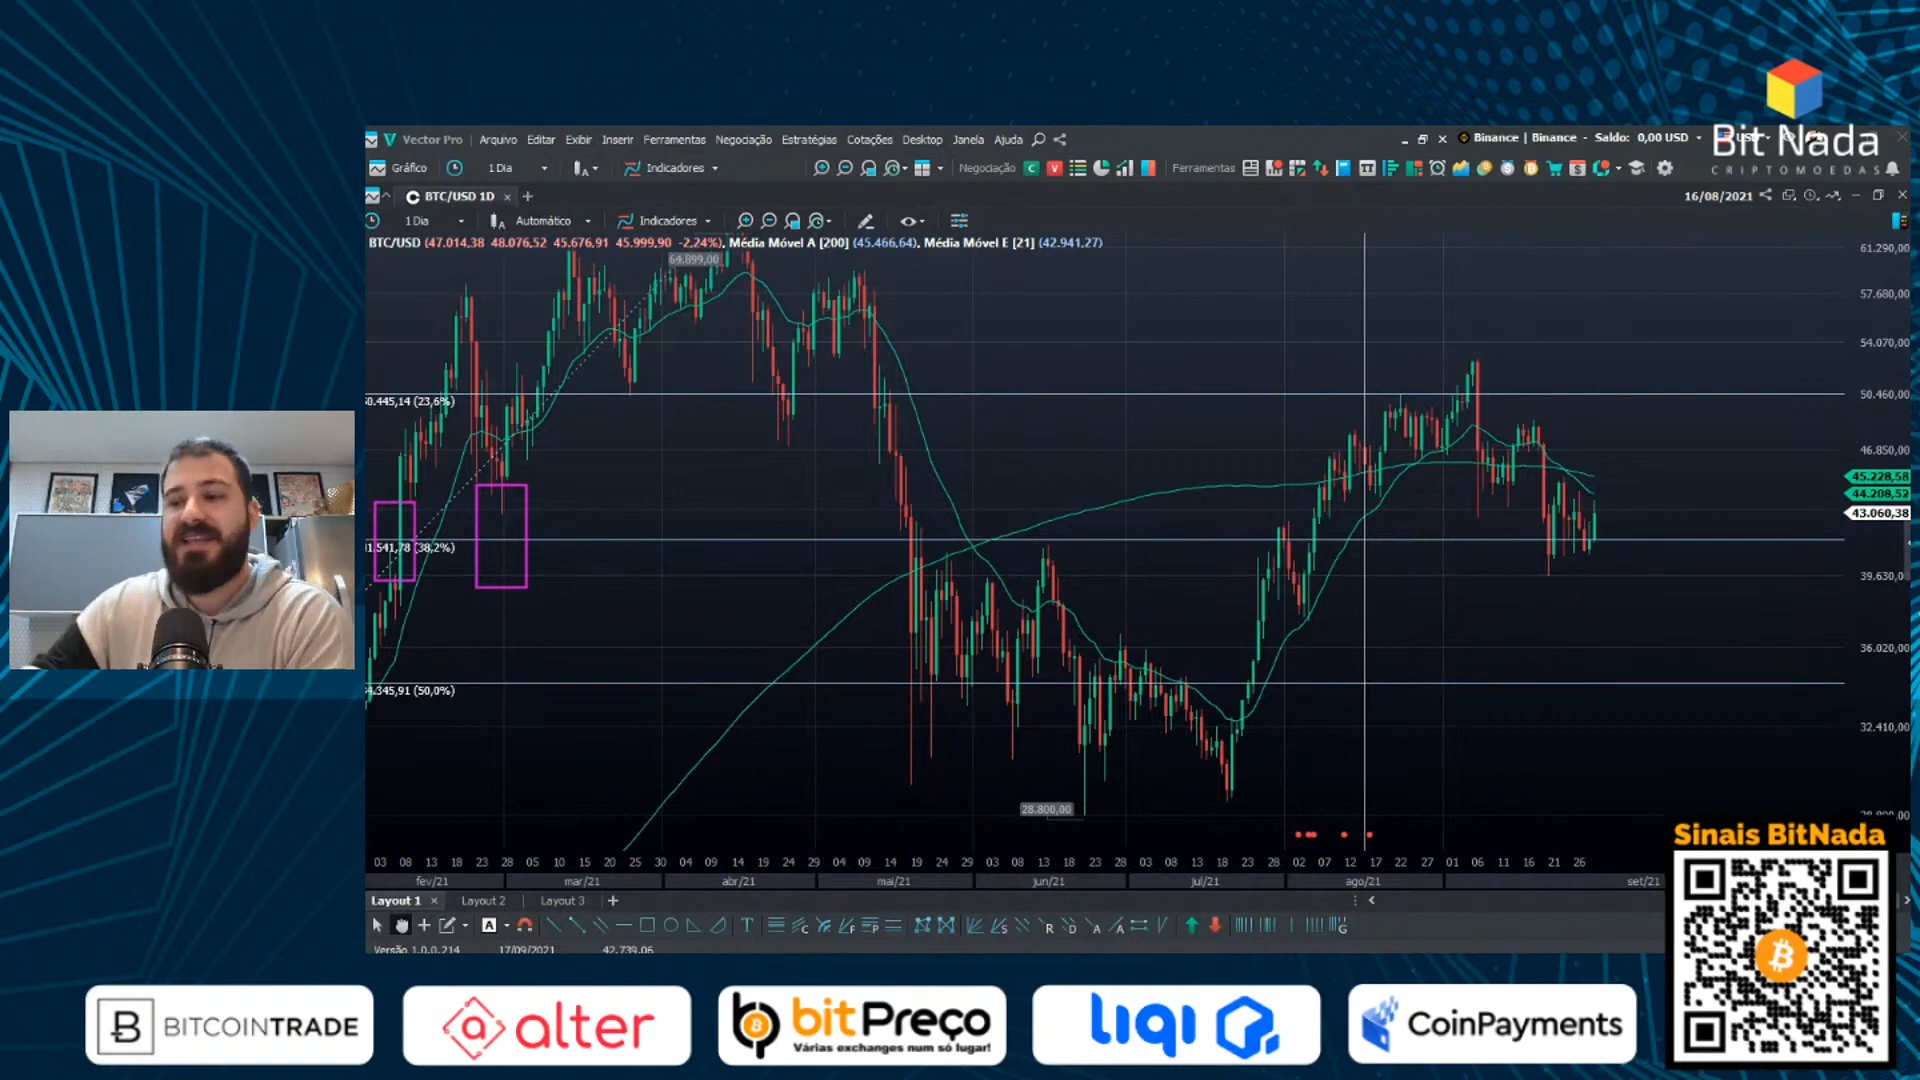 Vector Pro Arquivo Editar Exibir Inserir Ferramentas Negociação Estratégias Cotações Desktop Janela Ajuda
Binance | Binance - Saldo: 0,00 USD
Bit Nada
CRIPTOMOEDAS
Gráfico 1 Dia Indicadores Negociação C V Ferramentas
BTC/USD 1D
16/08/2021
1 Dia Automático Indicadores
BTC/USD (47.014,38 48.076,52 45.676,91 45.999,90 -2,24%), Média Móvel A [200] (45.466,64), Média Móvel E [21] (42.941,27)
64.899,00
61.290,00
57.680,00
54.070,00
50.460,00
(23,6%)
46.850,00
45.228,58
44.208,52
43.060,38
(38,2%)
39.630,0
36.020,00
(50,0%)
32.410,00
28.800,00
Sinais BitNada
03 08 13 18 23 28 05 10 15 20 25 30 04 09 14 19 24 29 04 09 14 19 24 29 03 08 13 18 23 28 03 08 13 18 23 28 02 07 12 17 22 27 01 06 11 16 21 26
fev/21 mar/21 abr/21 mai/21 jun/21 jul/21 ago/21 set/21
Layout 1 Layout 2 Layout 3
Versão 1.0.0.214 17/09/2021 42.739,06
BITCOINTRADE
alter
bitPreço
Várias exchanges num só lugar!
liqi
CoinPayments